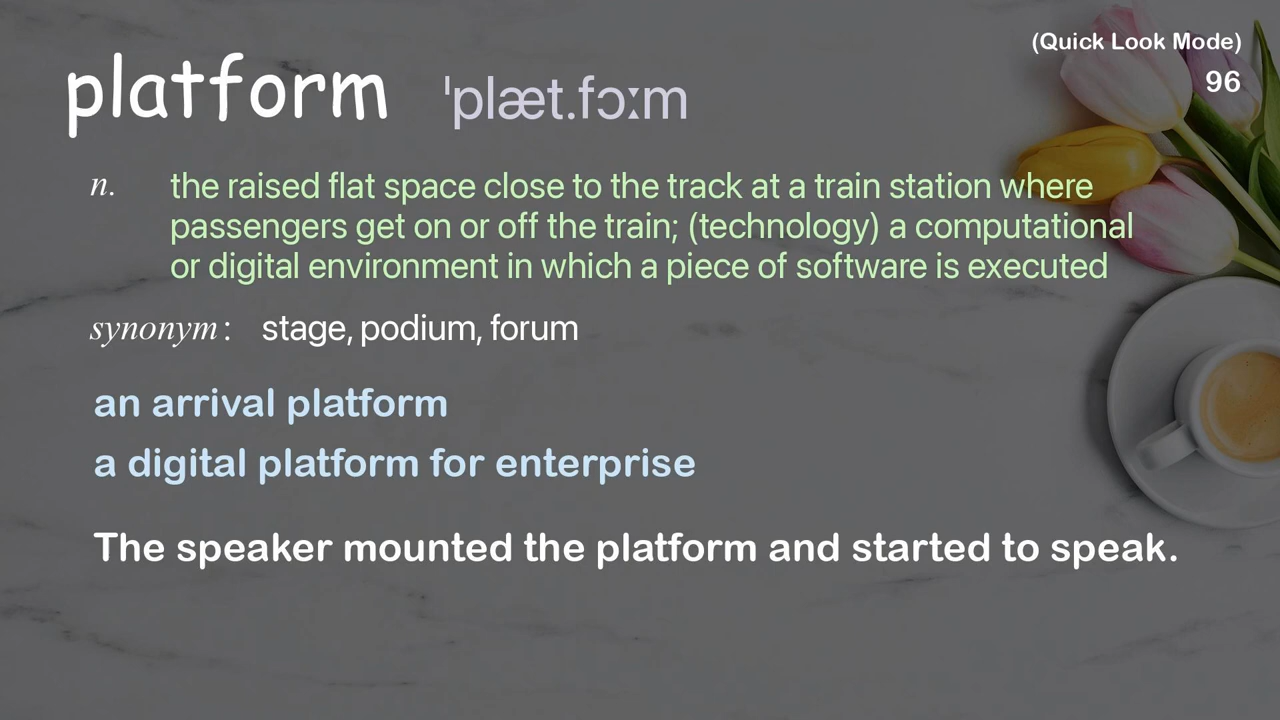 (Quick Look Mode)
96
platform ˈplæt.fɔːm
n. the raised flat space close to the track at a train station where
passengers get on or off the train; (technology) a computational
or digital environment in which a piece of software is executed
synonym: stage, podium, forum
an arrival platform
a digital platform for enterprise
The speaker mounted the platform and started to speak.